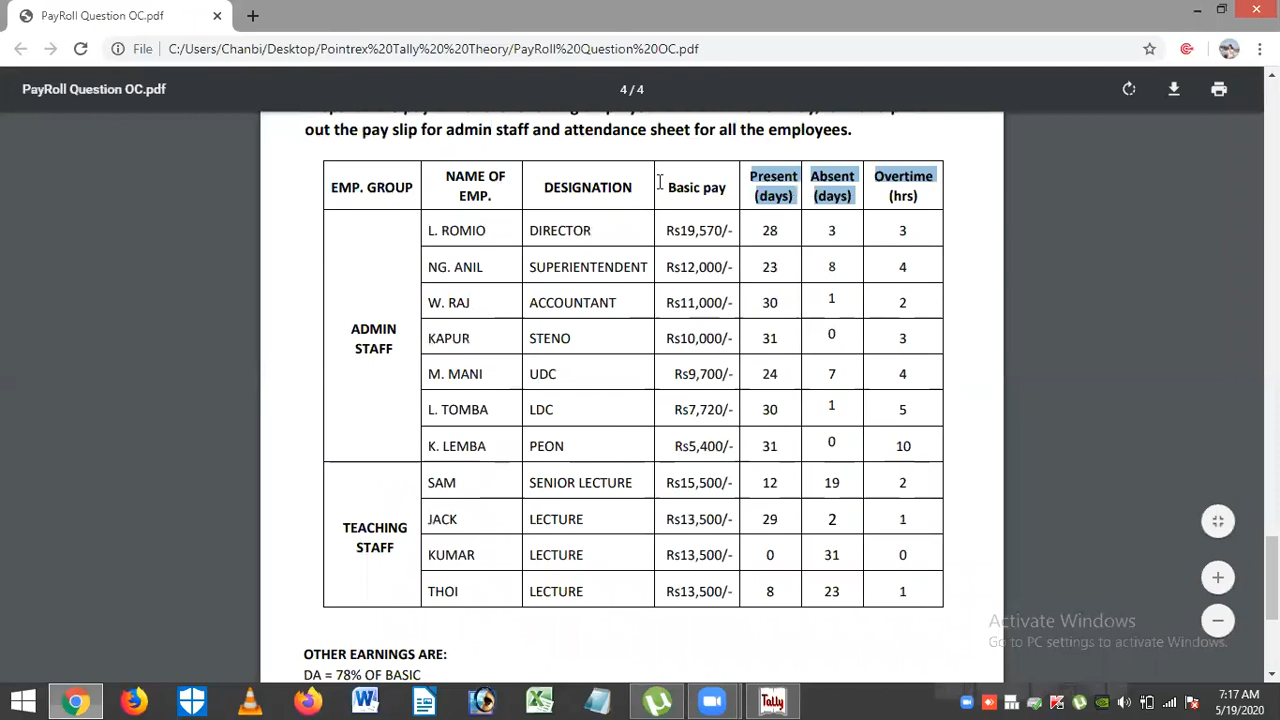 PayRoll Question OC.pdf
File
C:/Users/Chanbi/Desktop/Pointrex%20Tally%20%20Theory/PayRoll%20Question%20OC.pdf
PayRoll Question OC.pdf
4 / 4
out the pay slip for admin staff and attendance sheet for all the employees.
EMP. GROUP NAME OF EMP. DESIGNATION Basic pay Present (days) Absent (days) Overtime (hrs)
ADMIN STAFF
L. ROMIO DIRECTOR Rs19,570/- 28 3 3
NG. ANIL SUPERIENTENDENT Rs12,000/- 23 8 4
W. RAJ ACCOUNTANT Rs11,000/- 30 1 2
KAPUR STENO Rs10,000/- 31 0 3
M. MANI UDC Rs9,700/- 24 7 4
L. TOMBA LDC Rs7,720/- 30 1 5
K. LEMBA PEON Rs5,400/- 31 0 10
TEACHING STAFF
SAM SENIOR LECTURE Rs15,500/- 12 19 2
JACK LECTURE Rs13,500/- 29 2 1
KUMAR LECTURE Rs13,500/- 0 31 0
THOI LECTURE Rs13,500/- 8 23 1
OTHER EARNINGS ARE:
DA = 78% OF BASIC
Activate Windows
Go to PC settings to activate Windows.
Tally
7:17 AM
5/19/2020